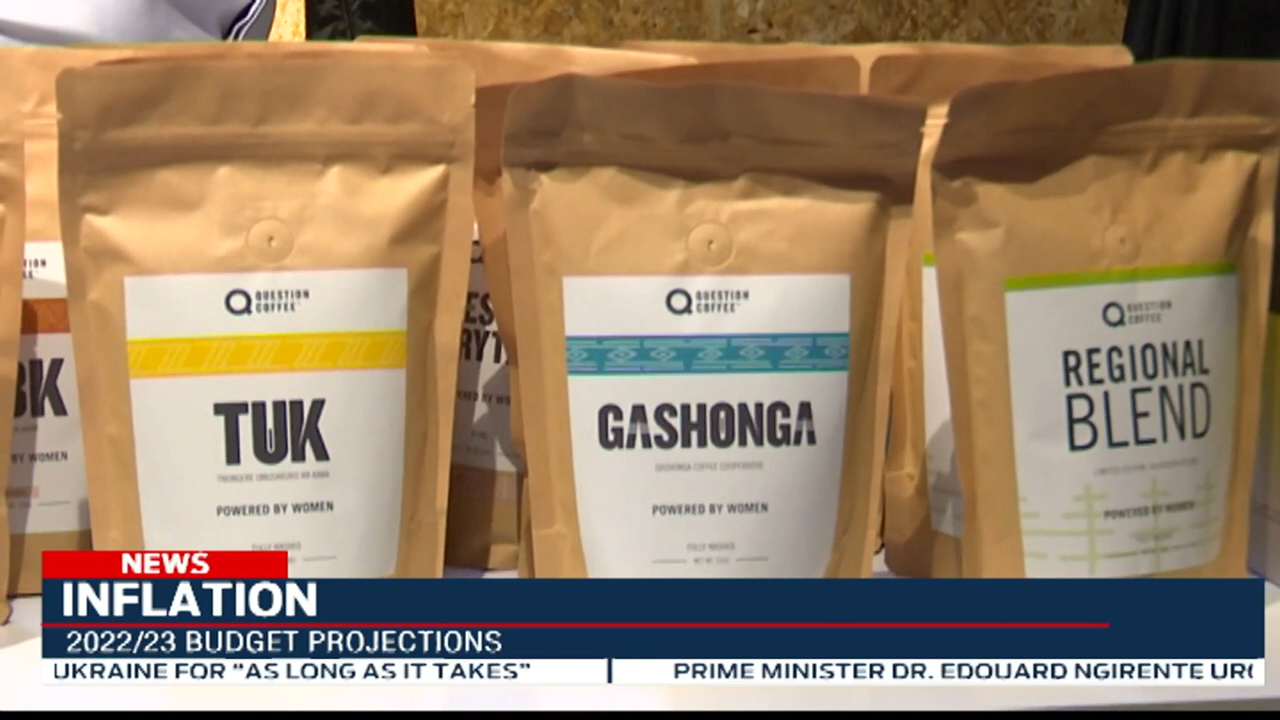 QUESTION
COFFEE
TUK
POWERED BY WOMEN
FULLY WASHED
QUESTION
COFFEE
GASHONGA
GASHONGA COFFEE COOPERATIVE
POWERED BY WOMEN
FULLY WASHED
QUESTION
COFFEE
REGIONAL
BLEND
POWERED BY WOMEN
BK
RY WOMEN
NEWS
INFLATION
2022/23 BUDGET PROJECTIONS
UKRAINE FOR "AS LONG AS IT TAKES" | PRIME MINISTER DR. EDOUARD NGIRENTE